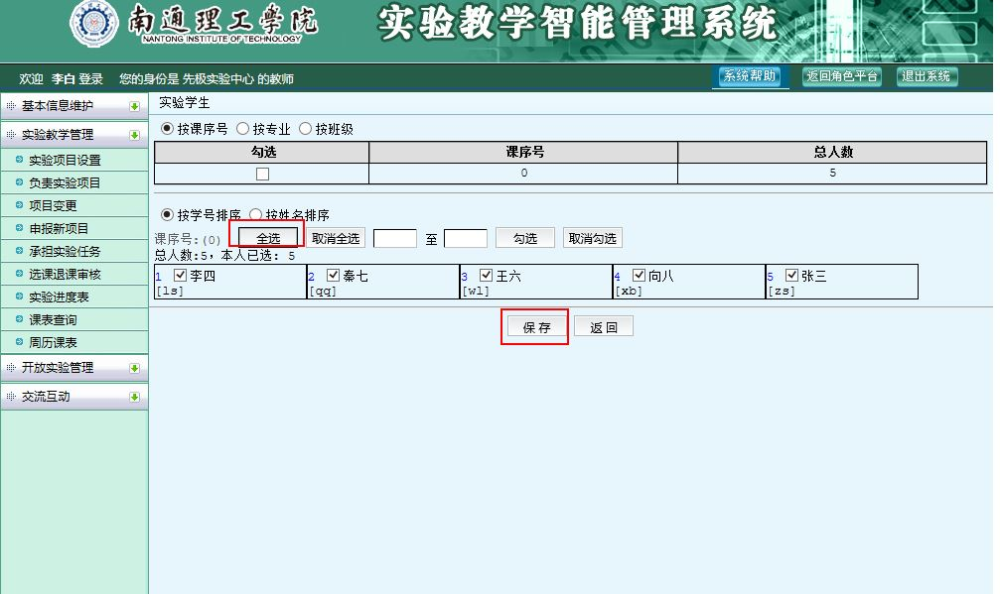 南通理工學院
NANTONG INSTITUTE OF TECHNOLOGY
实验教学智能管理系统
欢迎 李白 登录 您的身份是 先极实验中心 的教师
系统帮助 返回角色平台 退出系统
基本信息维护
实验教学管理
实验项目设置
负责实验项目
项目变更
申报新项目
承担实验任务
选课退课审核
实验进度表
课表查询
周历课表
开放实验管理
交流互动
实验学生
按课序号 按专业 按班级
勾选 课序号 总人数
0 5
按学号排序 按姓名排序
课序号:(0) 全选 取消全选 至 勾选 取消勾选
总人数:5，本人已选: 5
1 李四 2 秦七 3 王六 4 向八 5 张三
[ls] [qq] [wl] [xb] [zs]
保存 返回